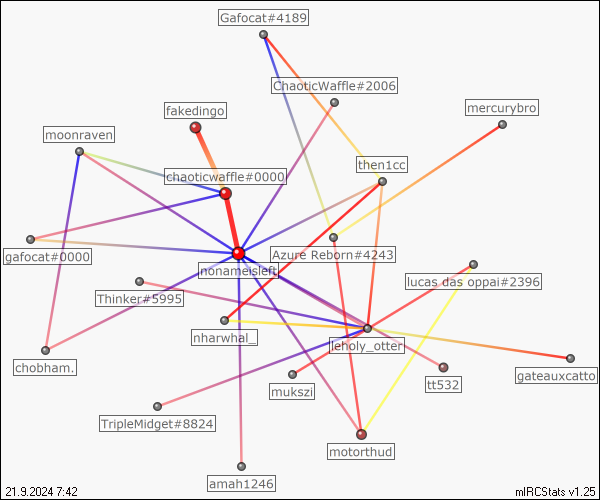 Gafocat#4189
ChaoticWaffle#2006
fakedingo
mercurybro
moonraven
then1cc
chaoticwaffle#0000
gafocat#0000
Azure Reborn#4243
nonameisleft
lucas das oppai#2396
Thinker#5995
nharwhal_
leholy_otter
chobham.
gateauxcatto
tt532
mukszi
TripleMidget#8824
motorthud
amah1246
21.9.2024 7:42
mIRCStats v1.25